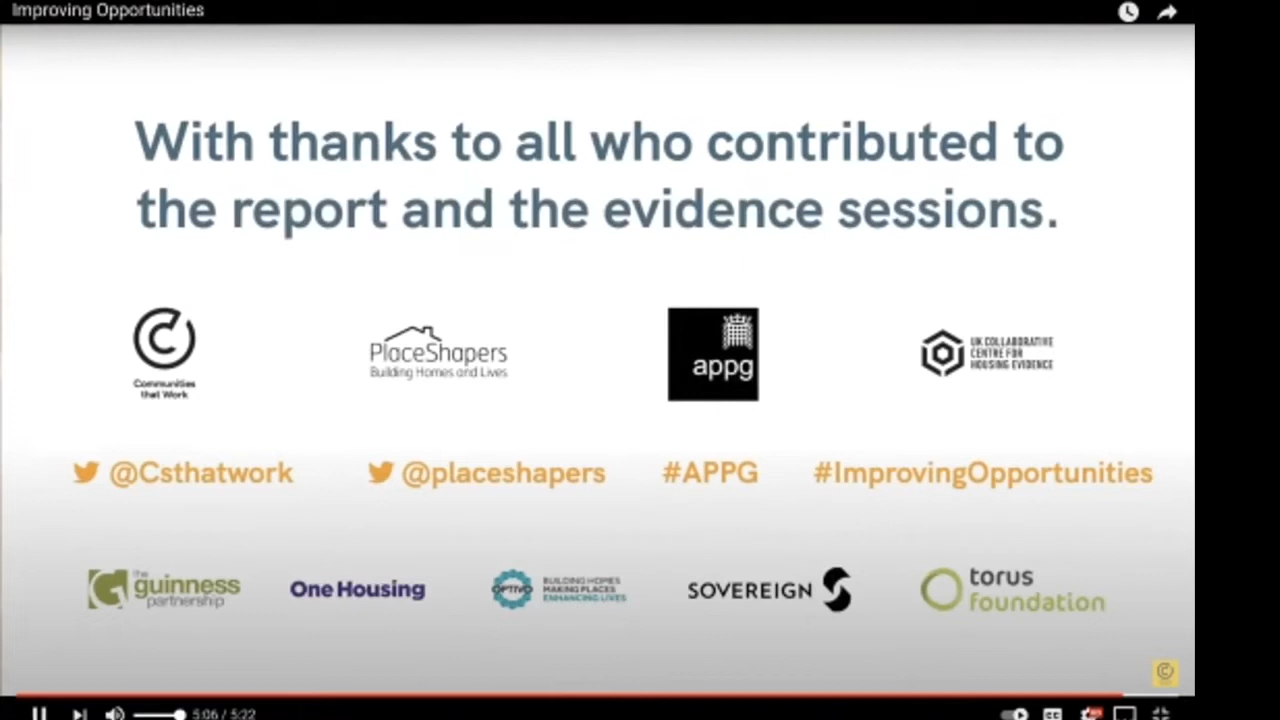 Improving Opportunities
With thanks to all who contributed to
the report and the evidence sessions.
Communities
that Work
PlaceShapers
Building Homes and Lives
appg
UK COLLABORATIVE
CENTRE FOR
HOUSING EVIDENCE
@Csthatwork
@placeshapers
#APPG
#ImprovingOpportunities
the
guinness
partnership
One Housing
OPTIVO
BUILDING HOMES
MAKING PLACES
ENHANCING LIVES
SOVEREIGN
torus
foundation
5:06 / 5:22